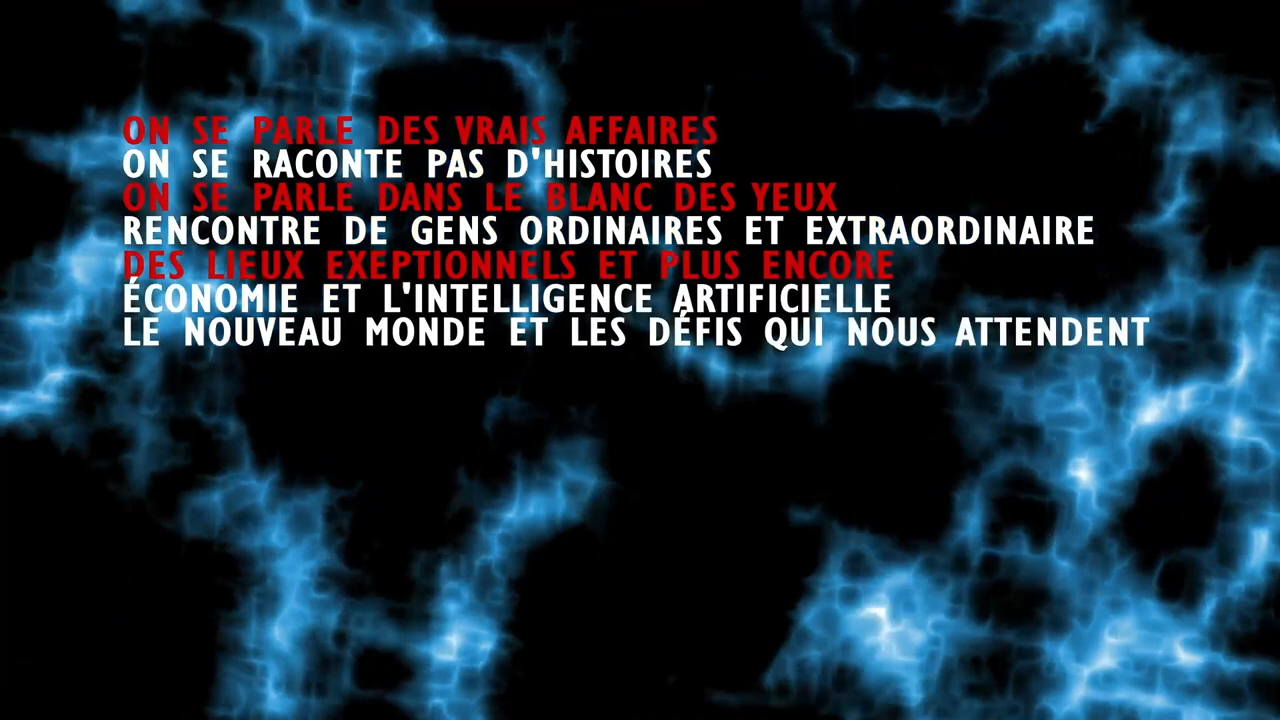 ON SE PARLE DES VRAIS AFFAIRES
ON SE RACONTE PAS D'HISTOIRES
ON SE PARLE DANS LE BLANC DES YEUX
RENCONTRE DE GENS ORDINAIRES ET EXTRAORDINAIRE
DES LIEUX EXEPTIONNELS ET PLUS ENCORE
ÉCONOMIE ET L'INTELLIGENCE ARTIFICIELLE
LE NOUVEAU MONDE ET LES DÉFIS QUI NOUS ATTENDENT